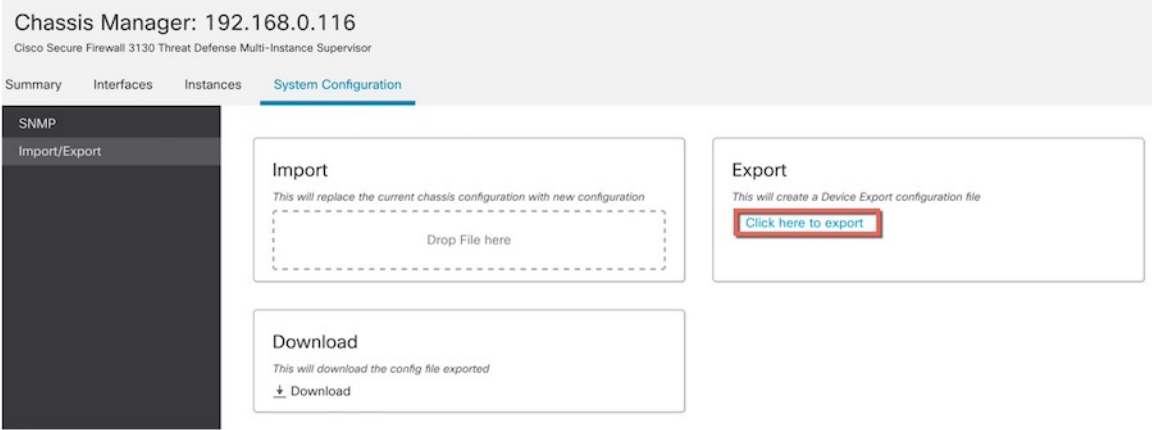 Chassis Manager: 192.168.0.116
Cisco Secure Firewall 3130 Threat Defense Multi-Instance Supervisor
Summary Interfaces Instances System Configuration
SNMP
Import/Export
Import
This will replace the current chassis configuration with new configuration
Drop File here
Export
This will create a Device Export configuration file
Click here to export
Download
This will download the config file exported
Download